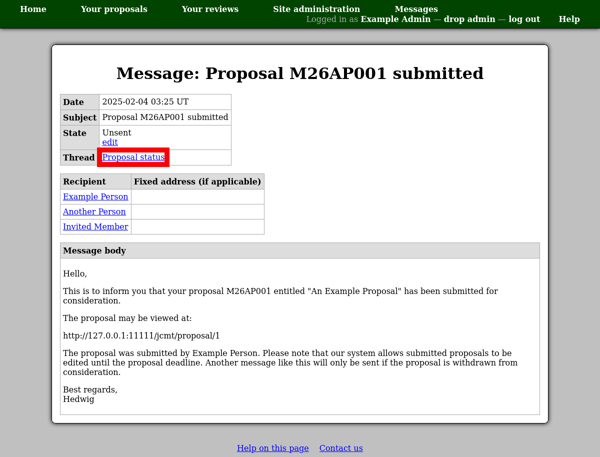 Home Your proposals Your reviews Site administration Messages
Logged in as Example Admin — drop admin — log out Help
Message: Proposal M26AP001 submitted
Date 2025-02-04 03:25 UT
Subject Proposal M26AP001 submitted
State Unsent
edit
Thread Proposal status
Recipient Fixed address (if applicable)
Example Person
Another Person
Invited Member
Message body
Hello,
This is to inform you that your proposal M26AP001 entitled "An Example Proposal" has been submitted for
consideration.
The proposal may be viewed at:
http://127.0.0.1:11111/jcmt/proposal/1
The proposal was submitted by Example Person. Please note that our system allows submitted proposals to be
edited until the proposal deadline. Another message like this will only be sent if the proposal is withdrawn from
consideration.
Best regards,
Hedwig
Help on this page Contact us